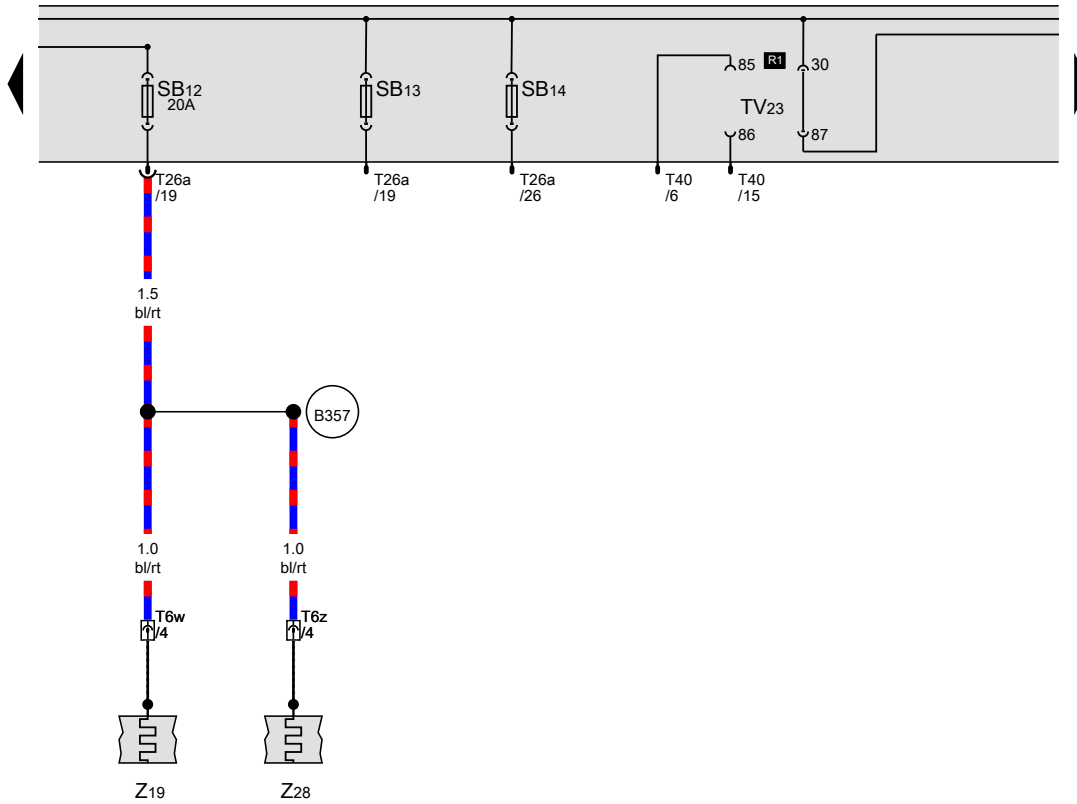 SB12
20A
SB13
SB14
85
R1
30
TV23
86
87
T26a
/19
T26a
/19
T26a
/26
T40
/6
T40
/15
1.5
bl/rt
B357
1.0
bl/rt
1.0
bl/rt
T6w
/4
T6z
/4
Z19
Z28